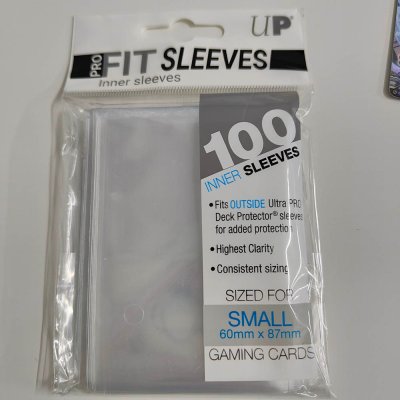 UP
PRO
FIT SLEEVES
Inner sleeves
100
INNER SLEEVES
•Fits OUTSIDE Ultra PRO
Deck Protector® sleeves
for added protection
•Highest Clarity
•Consistent sizing
SIZED FOR
SMALL
60mm x 87mm
GAMING CARDS